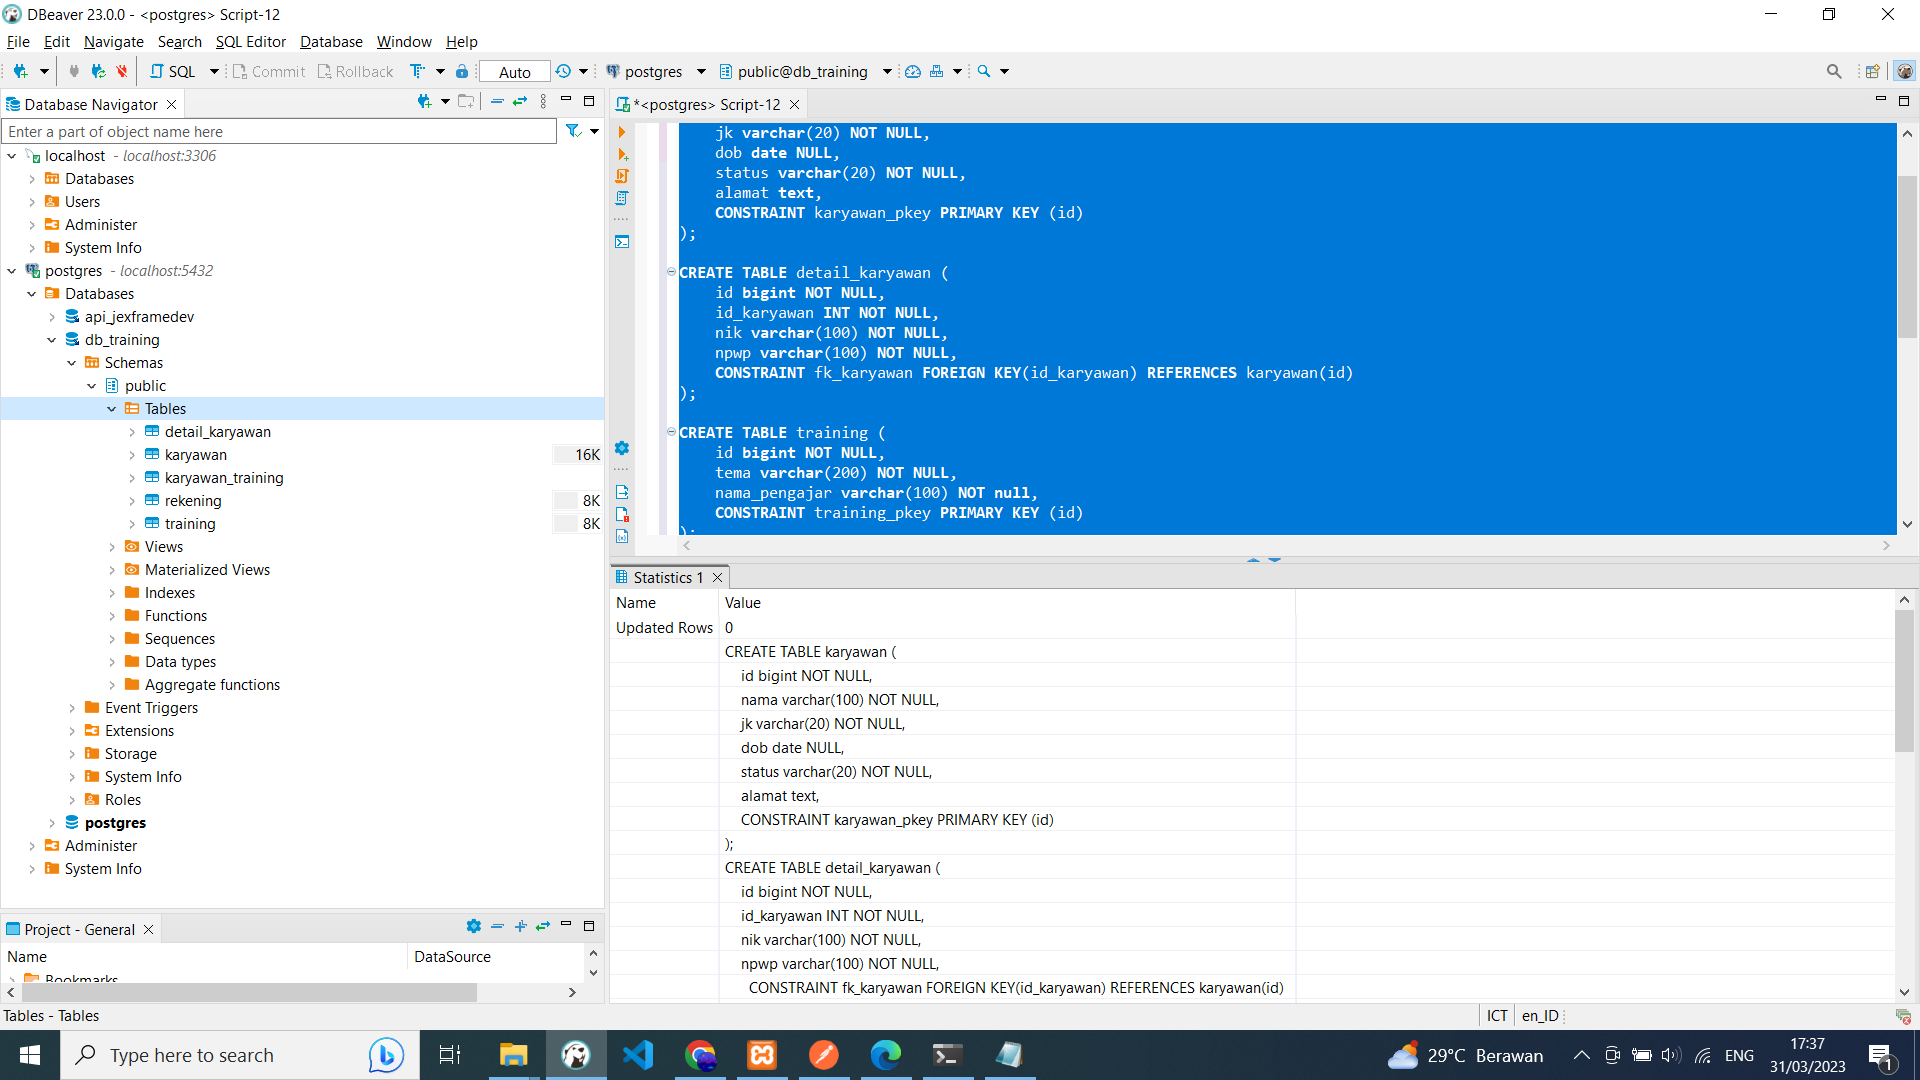 DBeaver 23.0.0 - <postgres> Script-12
File Edit Navigate Search SQL Editor Database Window Help
SQL Commit Rollback Auto postgres public@db_training
Database Navigator
Enter a part of object name here
localhost - localhost:3306
Databases
Users
Administer
System Info
postgres - localhost:5432
Databases
api_jexframedev
db_training
Schemas
public
Tables
detail_karyawan
karyawan 16K
karyawan_training
rekening 8K
training 8K
Views
Materialized Views
Indexes
Functions
Sequences
Data types
Aggregate functions
Event Triggers
Extensions
Storage
System Info
Roles
postgres
Administer
System Info
Project - General
Name DataSource
Bookmarks
*<postgres> Script-12
jk varchar(20) NOT NULL,
dob date NULL,
status varchar(20) NOT NULL,
alamat text,
CONSTRAINT karyawan_pkey PRIMARY KEY (id)
);
CREATE TABLE detail_karyawan (
id bigint NOT NULL,
id_karyawan INT NOT NULL,
nik varchar(100) NOT NULL,
npwp varchar(100) NOT NULL,
CONSTRAINT fk_karyawan FOREIGN KEY(id_karyawan) REFERENCES karyawan(id)
);
CREATE TABLE training (
id bigint NOT NULL,
tema varchar(200) NOT NULL,
nama_pengajar varchar(100) NOT null,
CONSTRAINT training_pkey PRIMARY KEY (id)
);
Statistics 1
Name Value
Updated Rows 0
CREATE TABLE karyawan (
id bigint NOT NULL,
nama varchar(100) NOT NULL,
jk varchar(20) NOT NULL,
dob date NULL,
status varchar(20) NOT NULL,
alamat text,
CONSTRAINT karyawan_pkey PRIMARY KEY (id)
);
CREATE TABLE detail_karyawan (
id bigint NOT NULL,
id_karyawan INT NOT NULL,
nik varchar(100) NOT NULL,
npwp varchar(100) NOT NULL,
CONSTRAINT fk_karyawan FOREIGN KEY(id_karyawan) REFERENCES karyawan(id)
Tables - Tables
ICT en_ID
Type here to search
29°C Berawan
ENG
17:37
31/03/2023
1